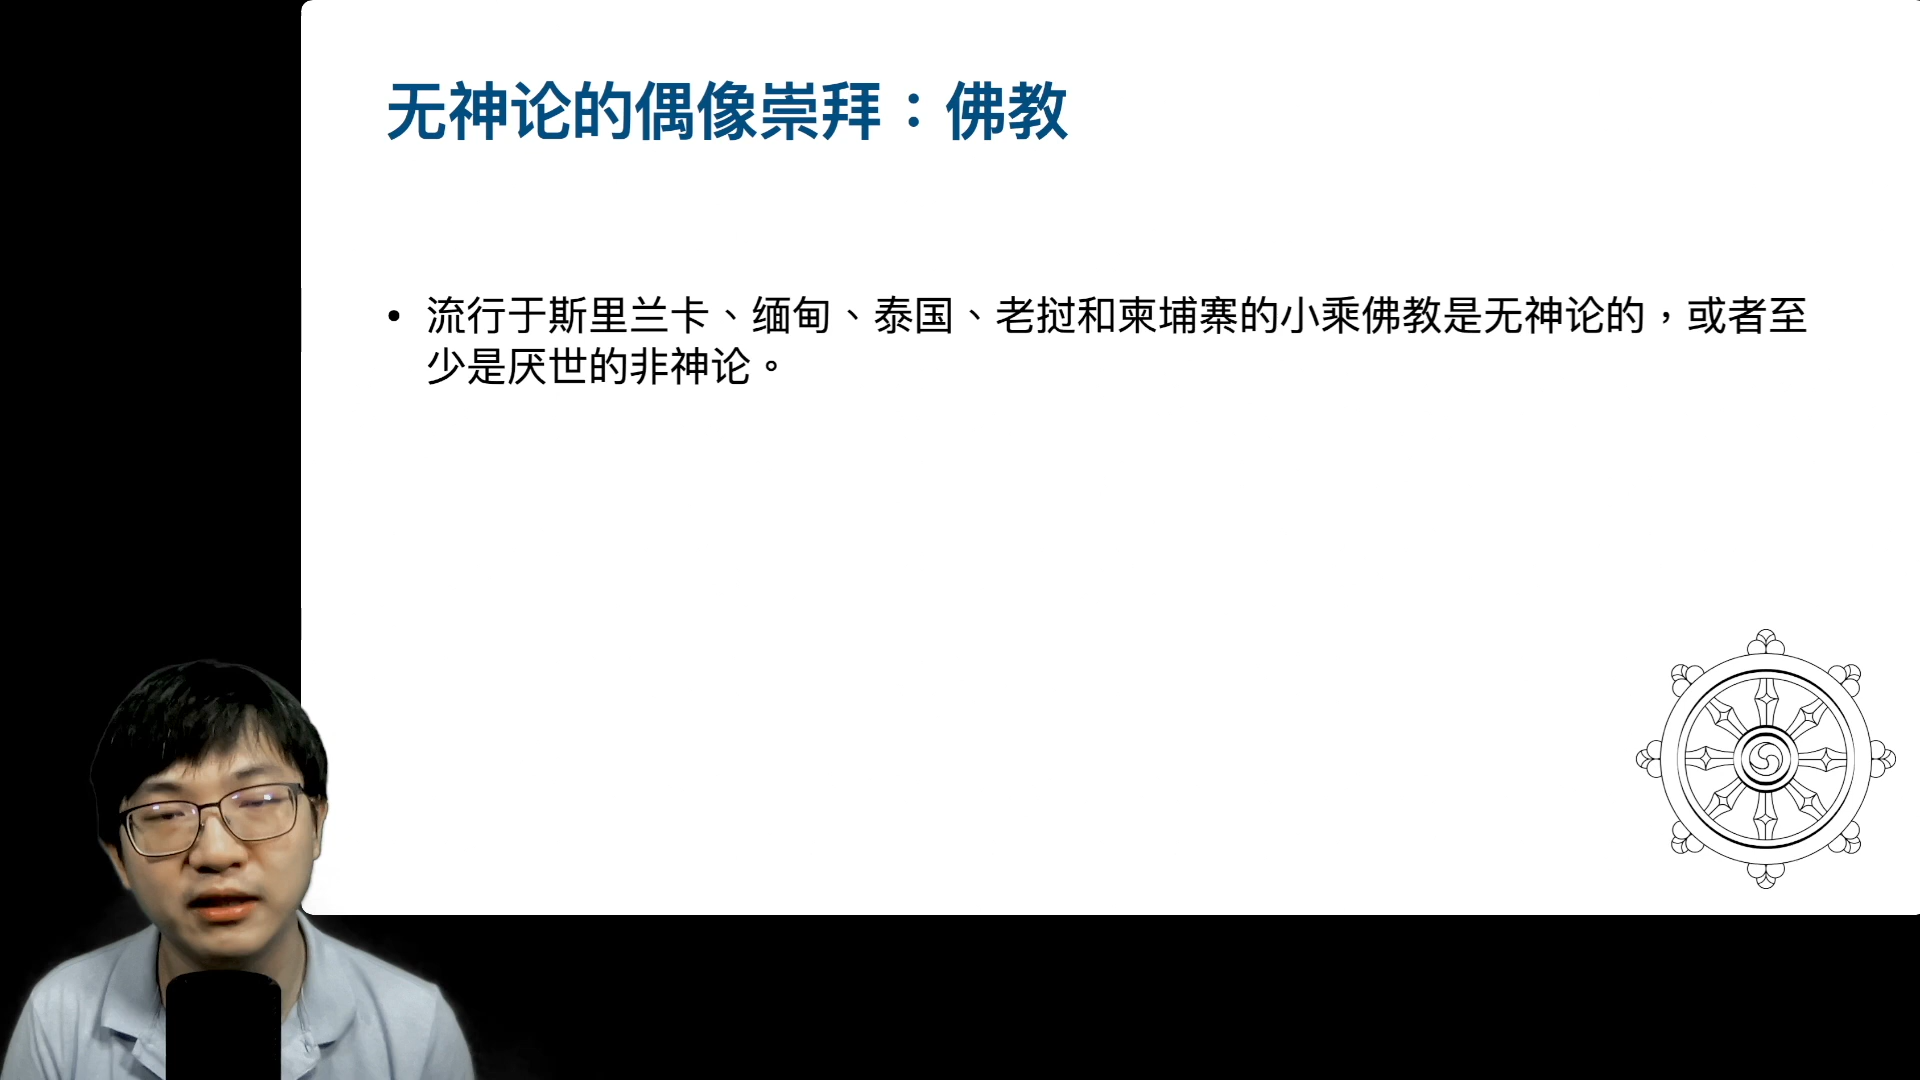 无神论的偶像崇拜：佛教
• 流行于斯里兰卡、缅甸、泰国、老挝和柬埔寨的小乘佛教是无神论的，或者至
少是厌世的非神论。